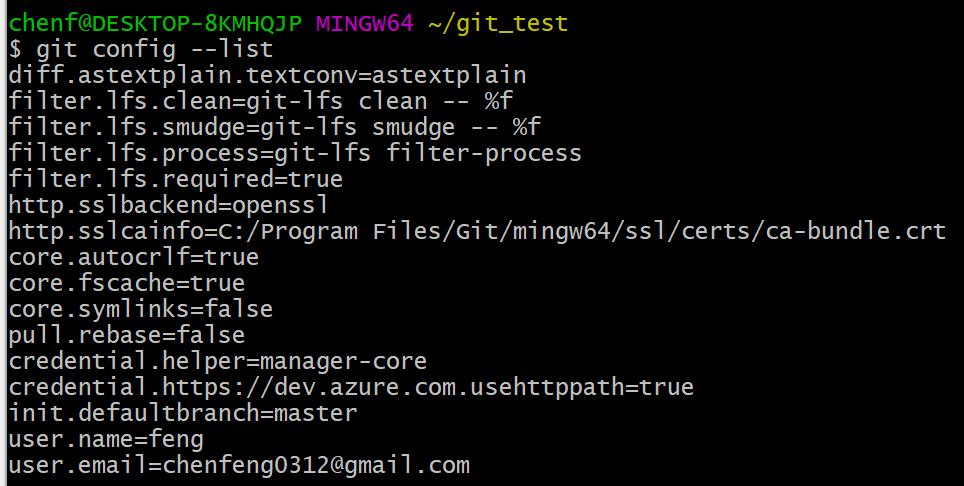 chenf@DESKTOP-8KMHQJP MINGW64 ~/git_test
$ git config --list
diff.astextplain.textconv=astextplain
filter.lfs.clean=git-lfs clean -- %f
filter.lfs.smudge=git-lfs smudge -- %f
filter.lfs.process=git-lfs filter-process
filter.lfs.required=true
http.sslbackend=openssl
http.sslcainfo=C:/Program Files/Git/mingw64/ssl/certs/ca-bundle.crt
core.autocrlf=true
core.fscache=true
core.symlinks=false
pull.rebase=false
credential.helper=manager-core
credential.https://dev.azure.com.usehttppath=true
init.defaultbranch=master
user.name=feng
user.email=chenfeng0312@gmail.com